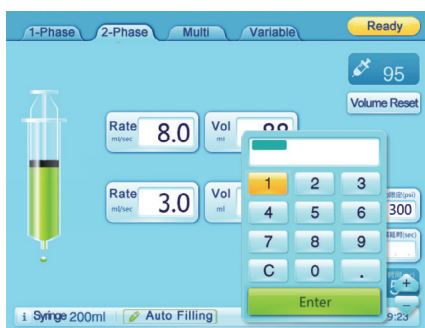 1-Phase 2-Phase Multi Variable Ready
95
Volume Reset
Rate ml/sec 8.0 Vol ml
Rate ml/sec 3.0 Vol ml
(psi)
300
(sec)
1 2 3
4 5 6
7 8 9
C 0 .
+
-
Enter
i Syringe 200ml Auto Filling 9:23